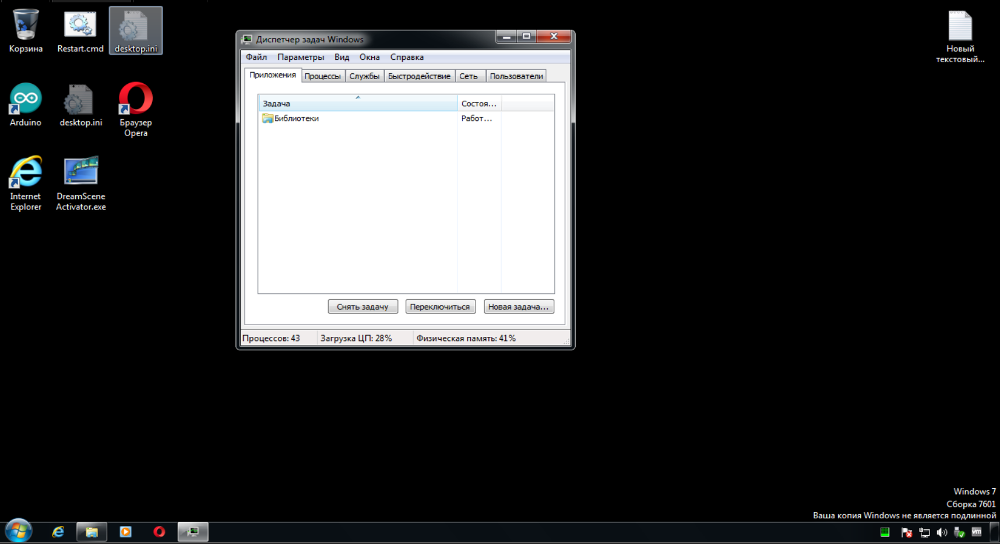 Корзина
Restart.cmd
desktop.ini
Arduino
desktop.ini
Браузер
Opera
Internet
Explorer
DreamScene
Activator.exe
Диспетчер задач Windows
Файл Параметры Вид Окна Справка
Приложения Процессы Службы Быстродействие Сеть Пользователи
Задача Состоя...
Библиотеки Работ...
Снять задачу Переключиться Новая задача...
Процессов: 43 Загрузка ЦП: 28% Физическая память: 41%
Новый
текстовый...
Windows 7
Сборка 7601
Ваша копия Windows не является подлинной
vm